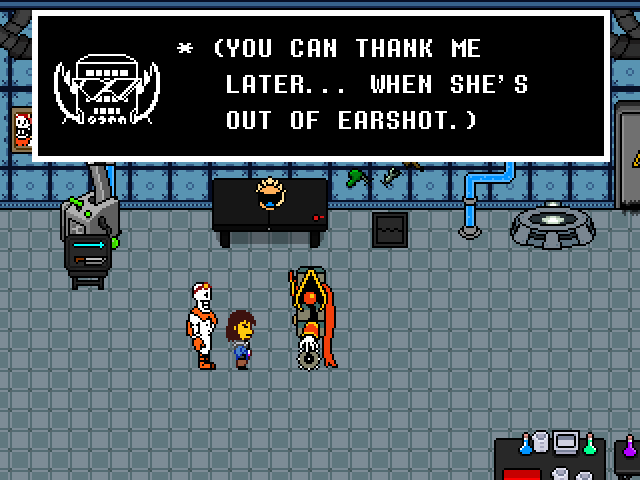 * (YOU CAN THANK ME
LATER... WHEN SHE'S
OUT OF EARSHOT.)